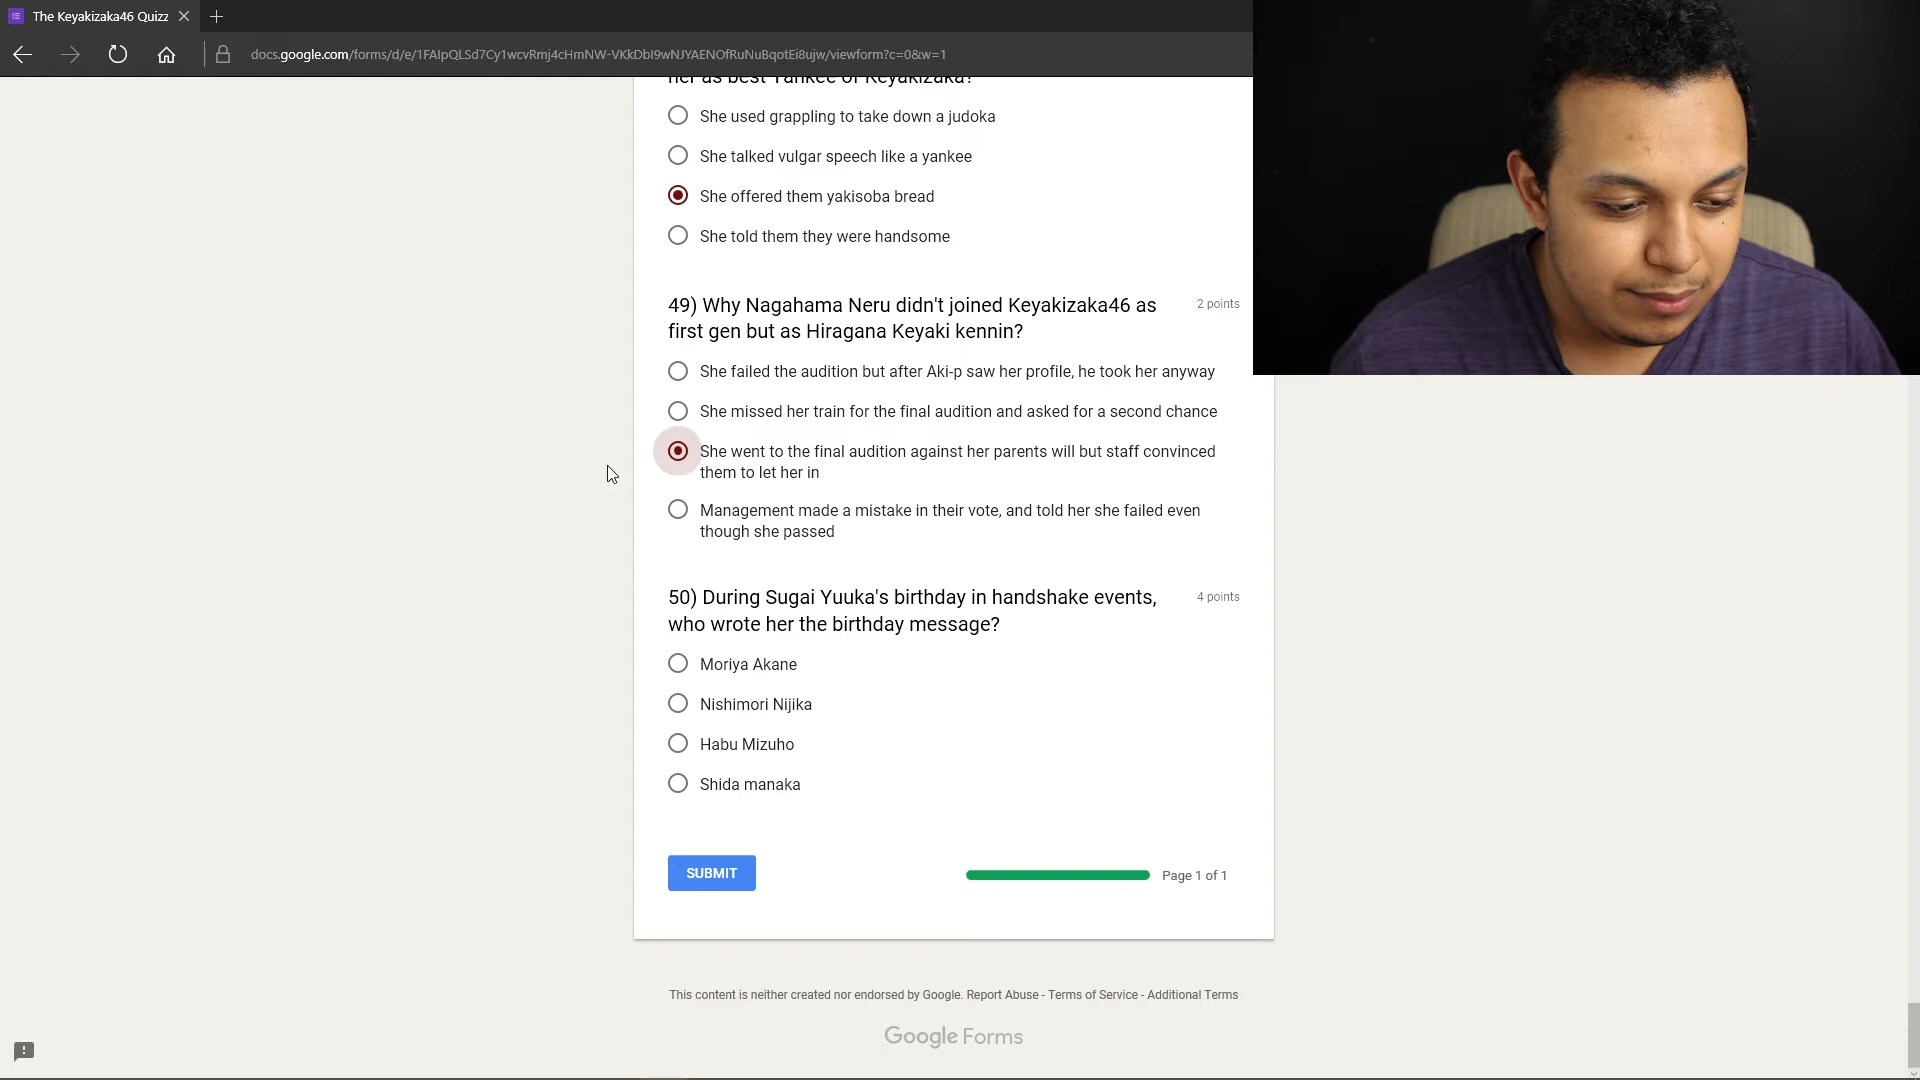 The Keyakizaka46 Quizz
docs.google.com/forms/d/e/1FAIpQLSd7Cy1wcvRmj4cHmNW-VKkDbI9wNJYAENOfRuNuBqotEi8ujw/viewform?c=0&w=1
her as best Yankee of Keyakizaka?
She used grappling to take down a judoka
She talked vulgar speech like a yankee
She offered them yakisoba bread
She told them they were handsome
49) Why Nagahama Neru didn't joined Keyakizaka46 as
2 points
first gen but as Hiragana Keyaki kennin?
She failed the audition but after Aki-p saw her profile, he took her anyway
She missed her train for the final audition and asked for a second chance
She went to the final audition against her parents will but staff convinced
them to let her in
Management made a mistake in their vote, and told her she failed even
though she passed
50) During Sugai Yuuka's birthday in handshake events,
4 points
who wrote her the birthday message?
Moriya Akane
Nishimori Nijika
Habu Mizuho
Shida manaka
SUBMIT
Page 1 of 1
This content is neither created nor endorsed by Google. Report Abuse - Terms of Service - Additional Terms
Google Forms